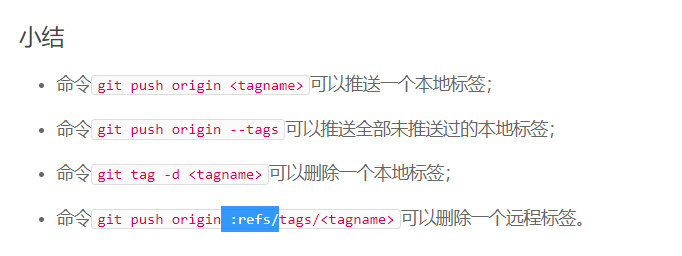 小结
命令git push origin <tagname>可以推送一个本地标签；
命令git push origin --tags可以推送全部未推送过的本地标签；
命令git tag -d <tagname>可以删除一个本地标签；
命令git push origin :refs/tags/<tagname>可以删除一个远程标签。